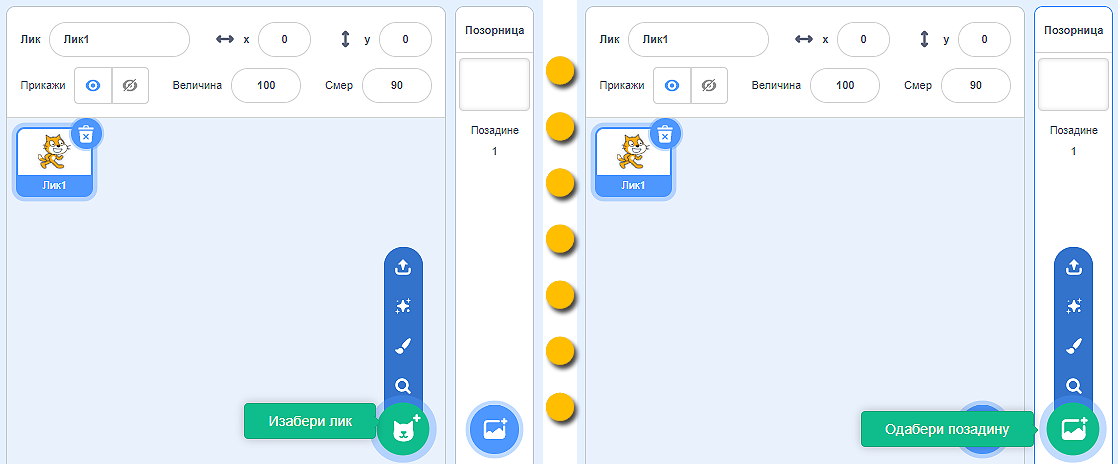 Лик Лик1 x 0 y 0
Прикажи Величина 100 Смер 90
Лик1
Изабери лик
Позорница
Позадине
1
Лик Лик1 x 0 y 0
Прикажи Величина 100 Смер 90
Лик1
Одабери позадину
Позорница
Позадине
1